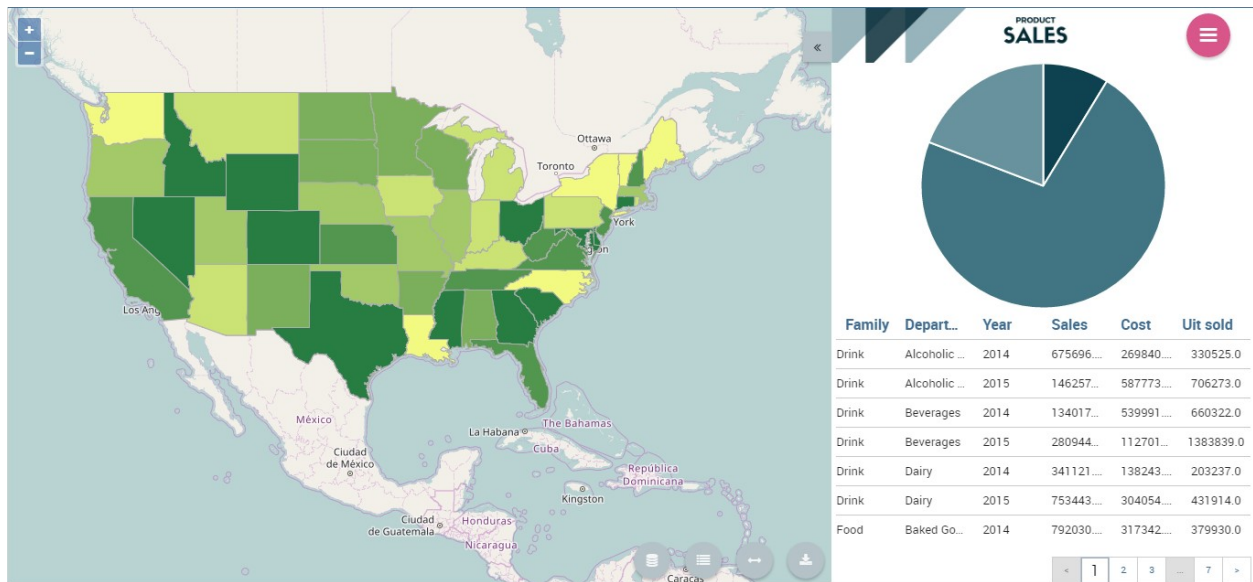 +
−
«
Ottawa
Toronto
York
Los Ang
México
Ciudad
de México
La Habana
The Bahamas
Cuba
República
Dominicana
Kingston
Ciudad
de Guatemala
Honduras
Nicaragua
Caracas
PRODUCT
SALES
Family Depart... Year Sales Cost Uit sold
Drink Alcoholic ... 2014 675696.... 269840.... 330525.0
Drink Alcoholic ... 2015 146257... 587773.... 706273.0
Drink Beverages 2014 134017... 539991.... 660322.0
Drink Beverages 2015 280944... 112701... 1383839.0
Drink Dairy 2014 341121.... 138243.... 203237.0
Drink Dairy 2015 753443.... 304054.... 431914.0
Food Baked Go... 2014 792030.... 317342.... 379930.0
< 1 2 3 ... 7 >